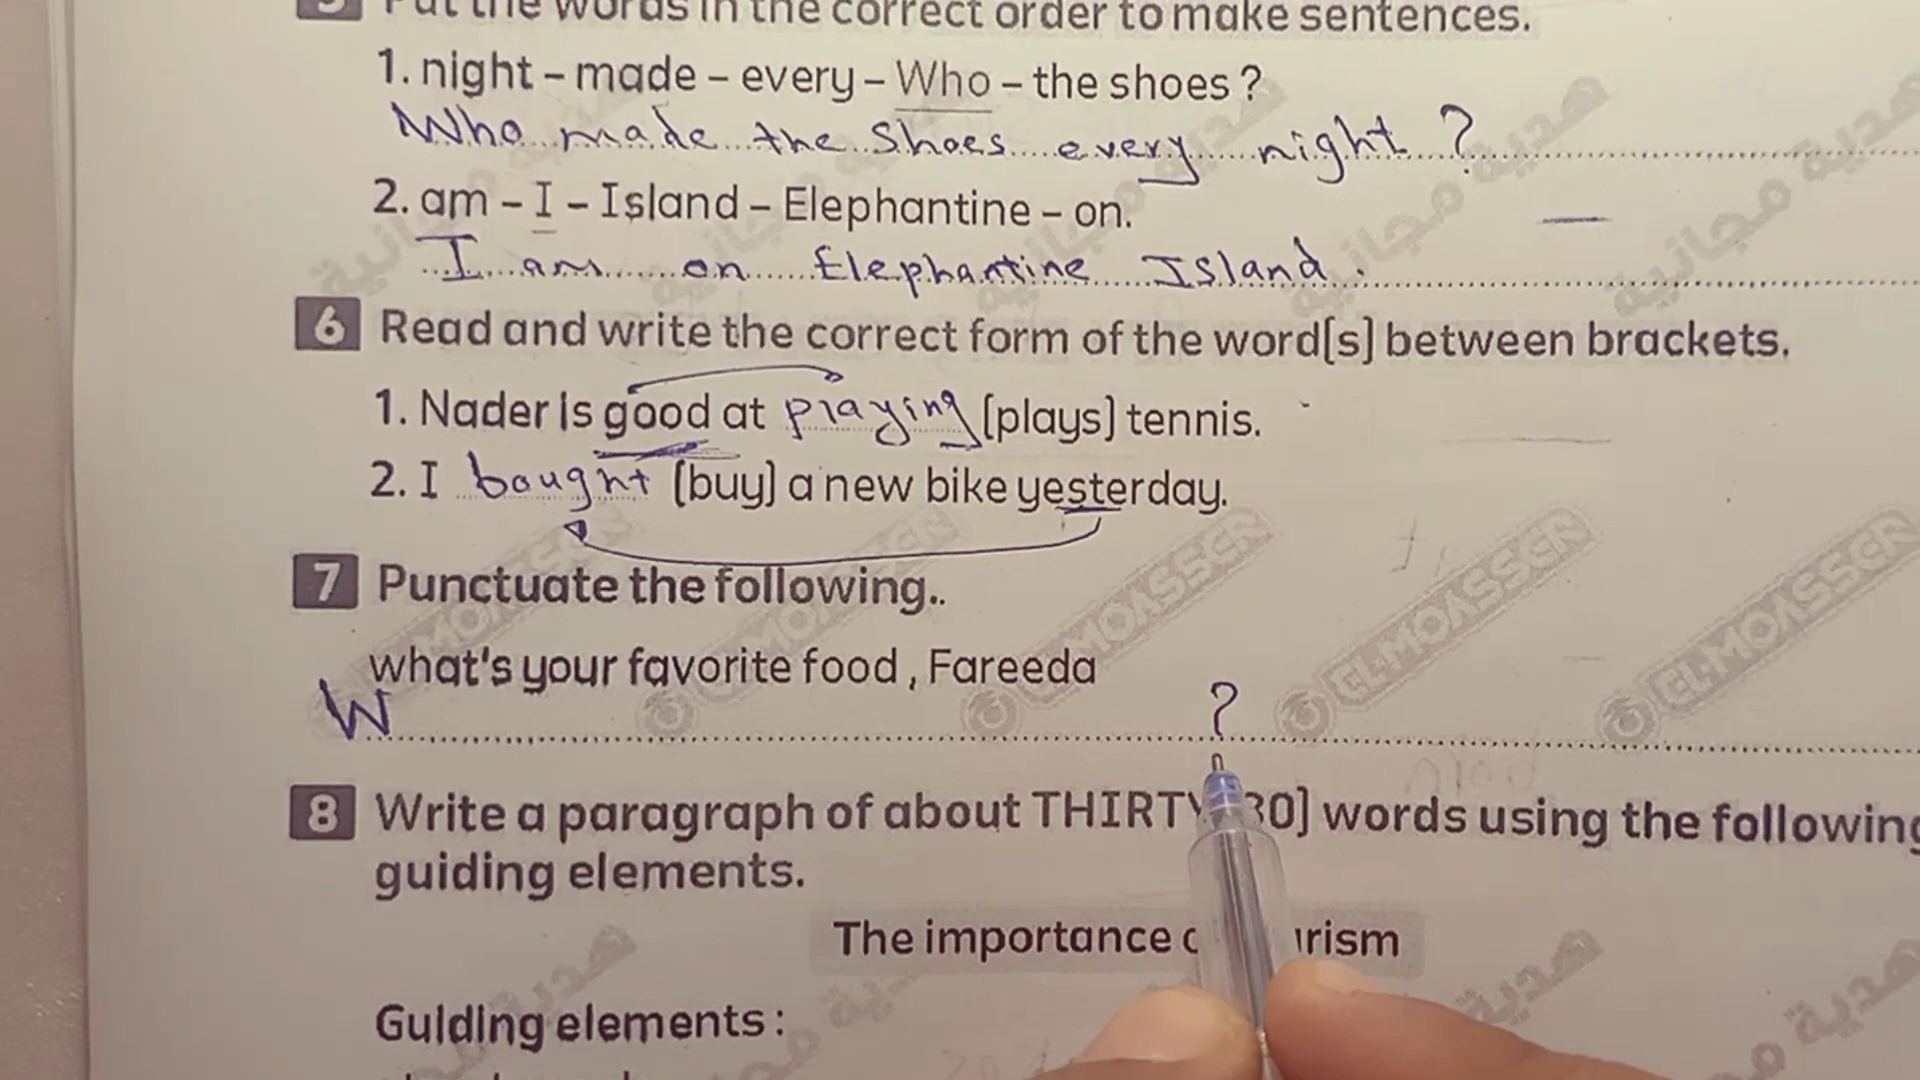 5 Put the words in the correct order to make sentences.
1. night – made – every – Who – the shoes ?
Who made the shoes every night ?
2. am – I – Island – Elephantine – on.
I am on Elephantine Island.
6 Read and write the correct form of the word[s] between brackets.
1. Nader Is good at playing [plays] tennis.
2. I bought [buy] a new bike yesterday.
7 Punctuate the following..
what's your favorite food , Fareeda
W ?
8 Write a paragraph of about THIRTY 30] words using the following
guiding elements.
The importance
Guiding elements :
هدية مجانية
ELMOASSER